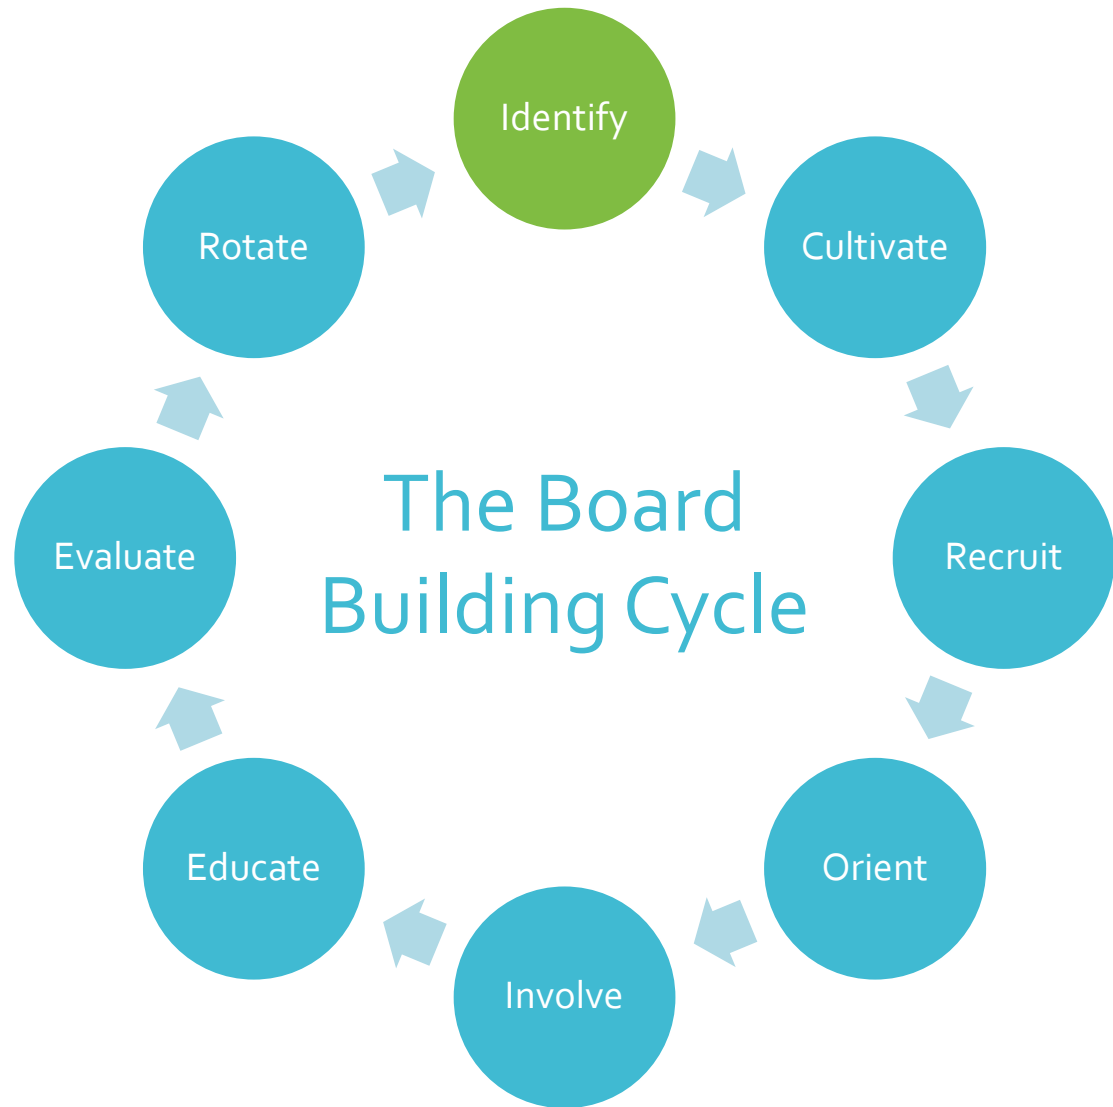 Identify
Cultivate
Recruit
Orient
Involve
Educate
Evaluate
Rotate
The Board
Building Cycle